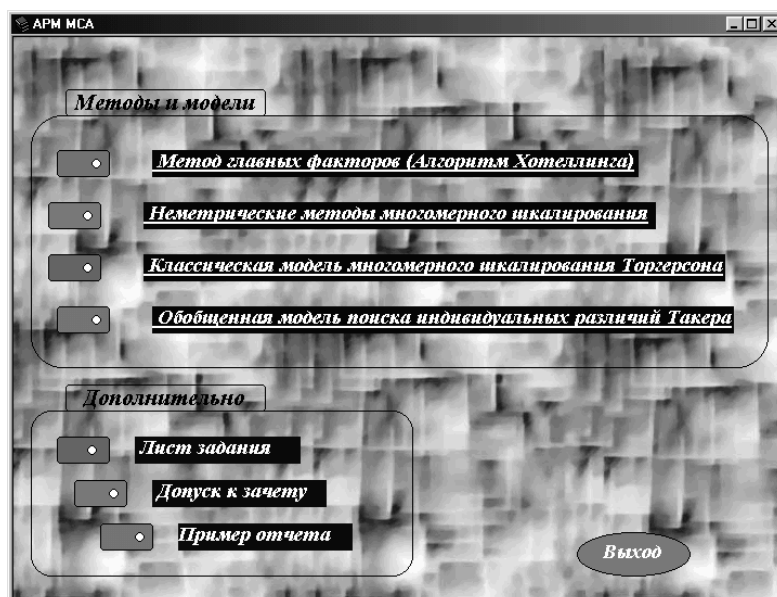 АРМ МСА
Методы и модели
Метод главных факторов (Алгоритм Хотеллинга)
Неметрические методы многомерного шкалирования
Классическая модель многомерного шкалирования Торгерсона
Обобщенная модель поиска индивидуальных различий Такера
Дополнительно
Лист задания
Допуск к зачету
Пример отчета
Выход